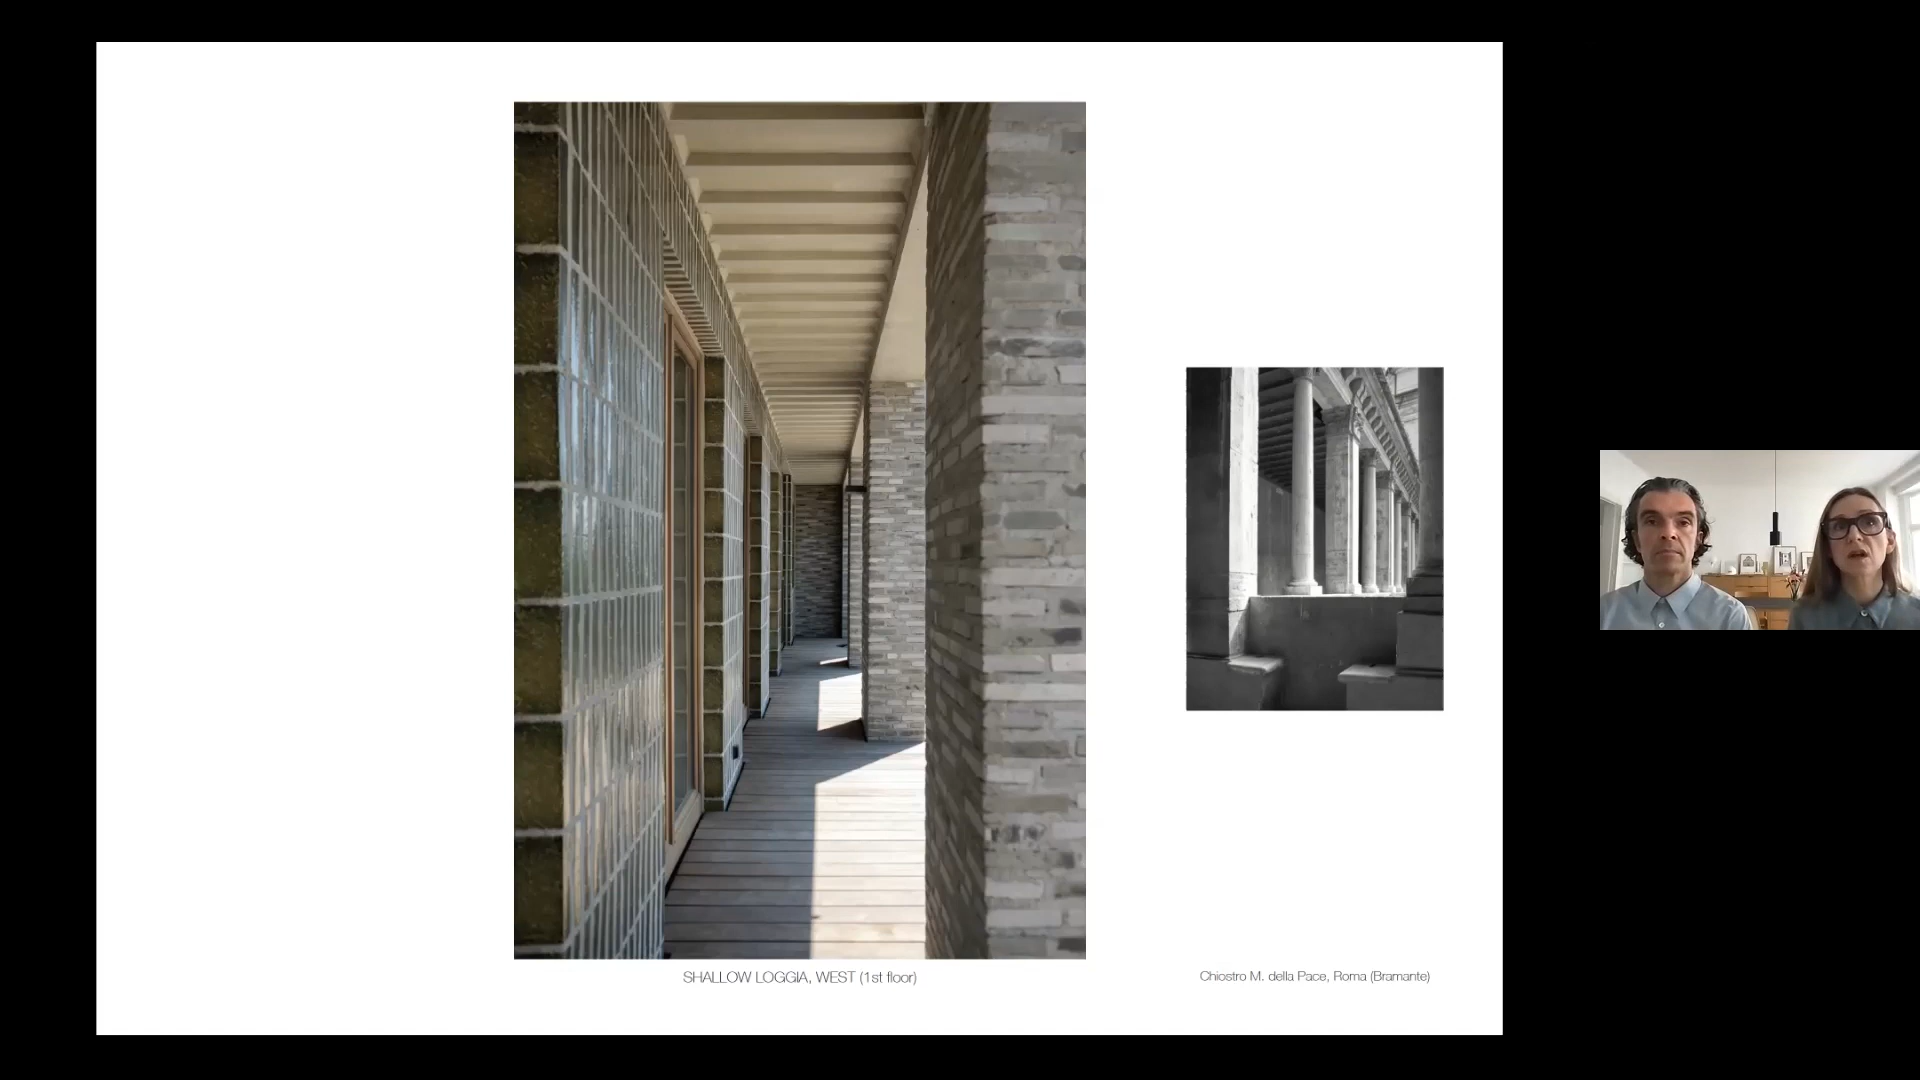 SHALLOW LOGGIA, WEST (1st floor)
Chiostro M. della Pace, Roma (Bramante)